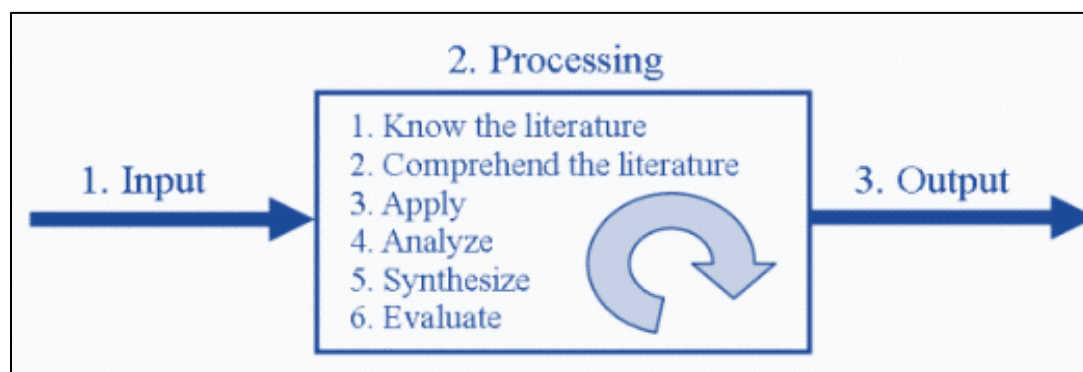 2. Processing
1. Input
1. Know the literature
2. Comprehend the literature
3. Apply
4. Analyze
5. Synthesize
6. Evaluate
3. Output